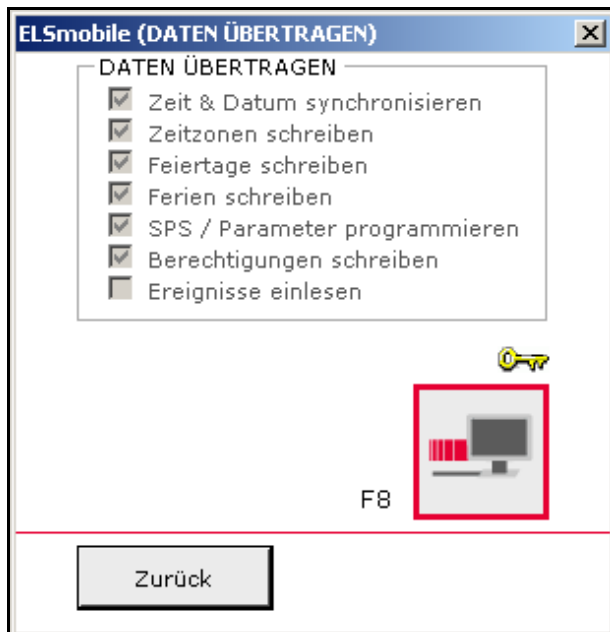 ELSmobile (DATEN ÜBERTRAGEN)
DATEN ÜBERTRAGEN
Zeit & Datum synchronisieren
Zeitzonen schreiben
Feiertage schreiben
Ferien schreiben
SPS / Parameter programmieren
Berechtigungen schreiben
Ereignisse einlesen
F8
Zurück